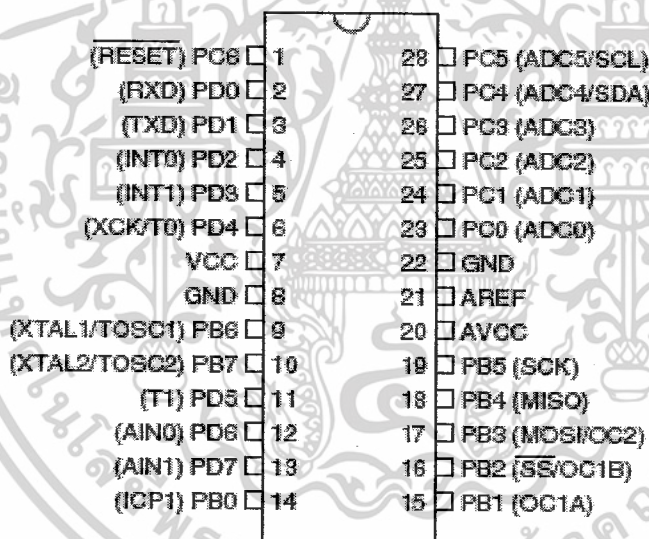 (RESET) PC6 1 28 PC5 (ADC5/SCL)
(RXD) PD0 2 27 PC4 (ADC4/SDA)
(TXD) PD1 3 26 PC3 (ADC3)
(INT0) PD2 4 25 PC2 (ADC2)
(INT1) PD3 5 24 PC1 (ADC1)
(XCK/T0) PD4 6 23 PC0 (ADC0)
VCC 7 22 GND
GND 8 21 AREF
(XTAL1/TOSC1) PB6 9 20 AVCC
(XTAL2/TOSC2) PB7 10 19 PB5 (SCK)
(T1) PD5 11 18 PB4 (MISO)
(AIN0) PD6 12 17 PB3 (MOSI/OC2)
(AIN1) PD7 13 16 PB2 (SS/OC1B)
(ICP1) PB0 14 15 PB1 (OC1A)